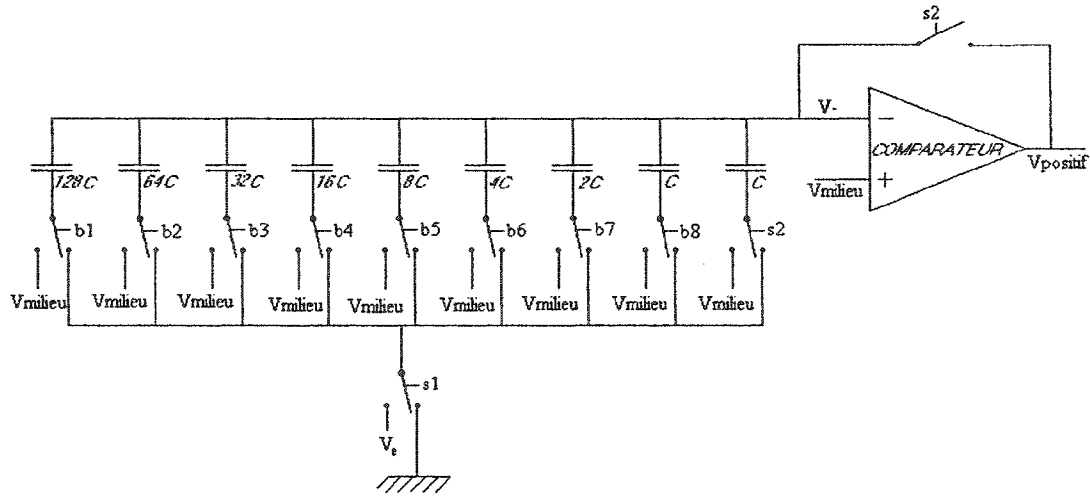 s2
V-
−
COMPARATEUR
Vpositif
Vmilieu
+
128C 64C 32C 16C 8C 4C 2C C C
b1 b2 b3 b4 b5 b6 b7 b8 s2
Vmilieu Vmilieu Vmilieu Vmilieu Vmilieu Vmilieu Vmilieu Vmilieu Vmilieu
s1
Ve